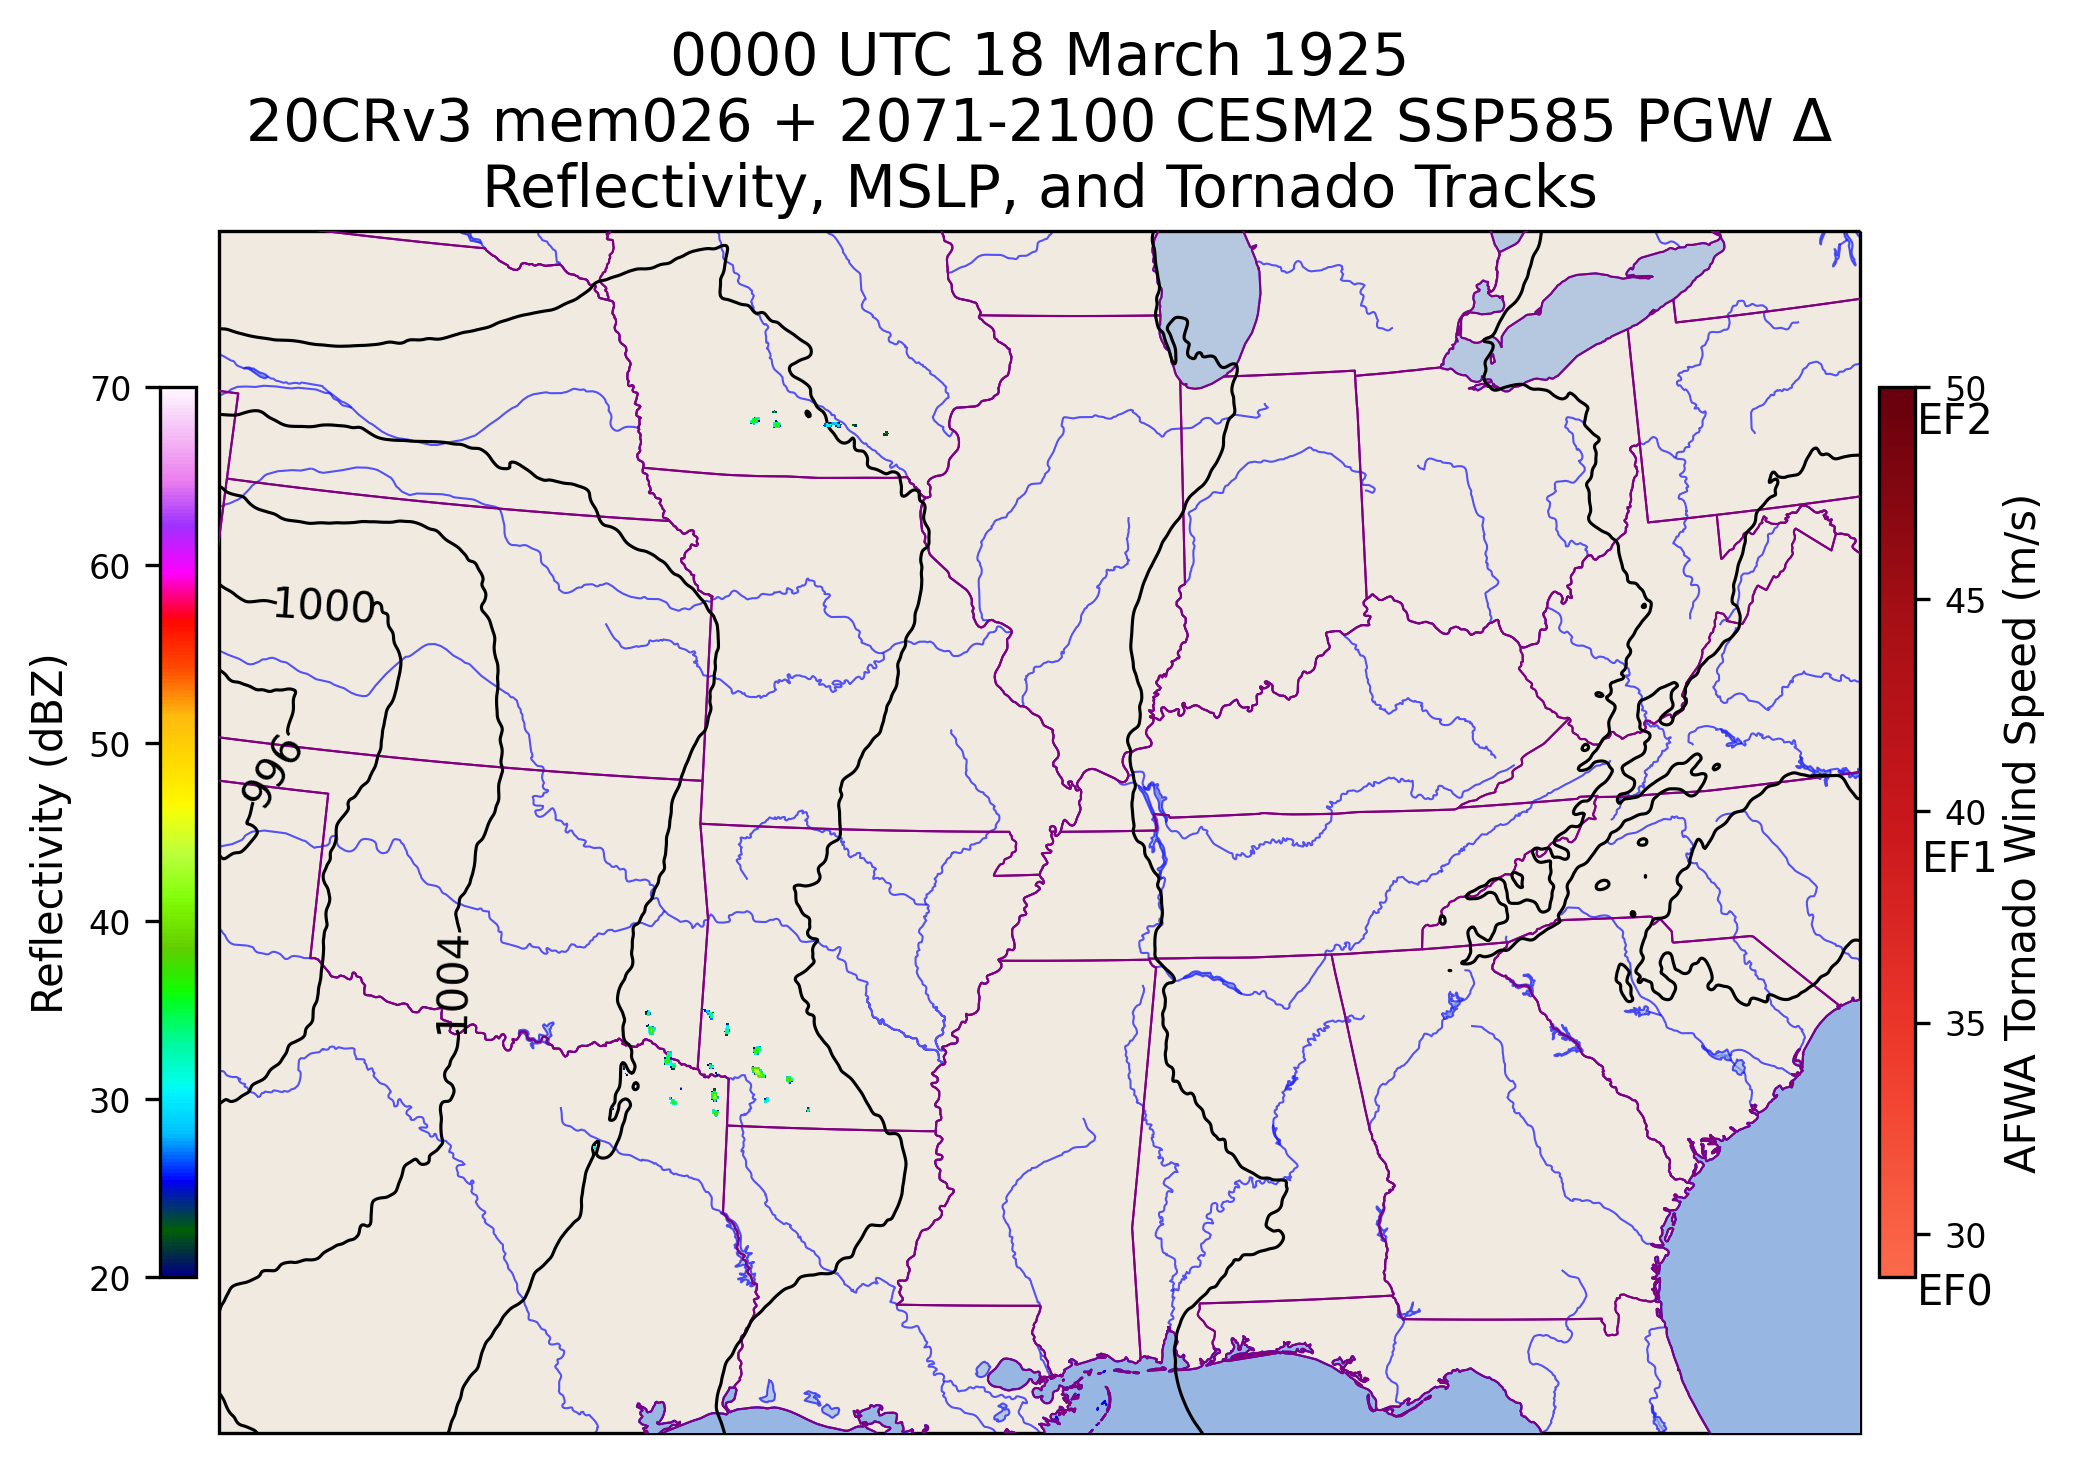 0000 UTC 18 March 1925
20CRv3 mem026 + 2071-2100 CESM2 SSP585 PGW Δ
Reflectivity, MSLP, and Tornado Tracks
Reflectivity (dBZ)
70
60
50
40
30
20
1000
996
1004
50
EF2
45
40
EF1
35
30
EF0
AFWA Tornado Wind Speed (m/s)